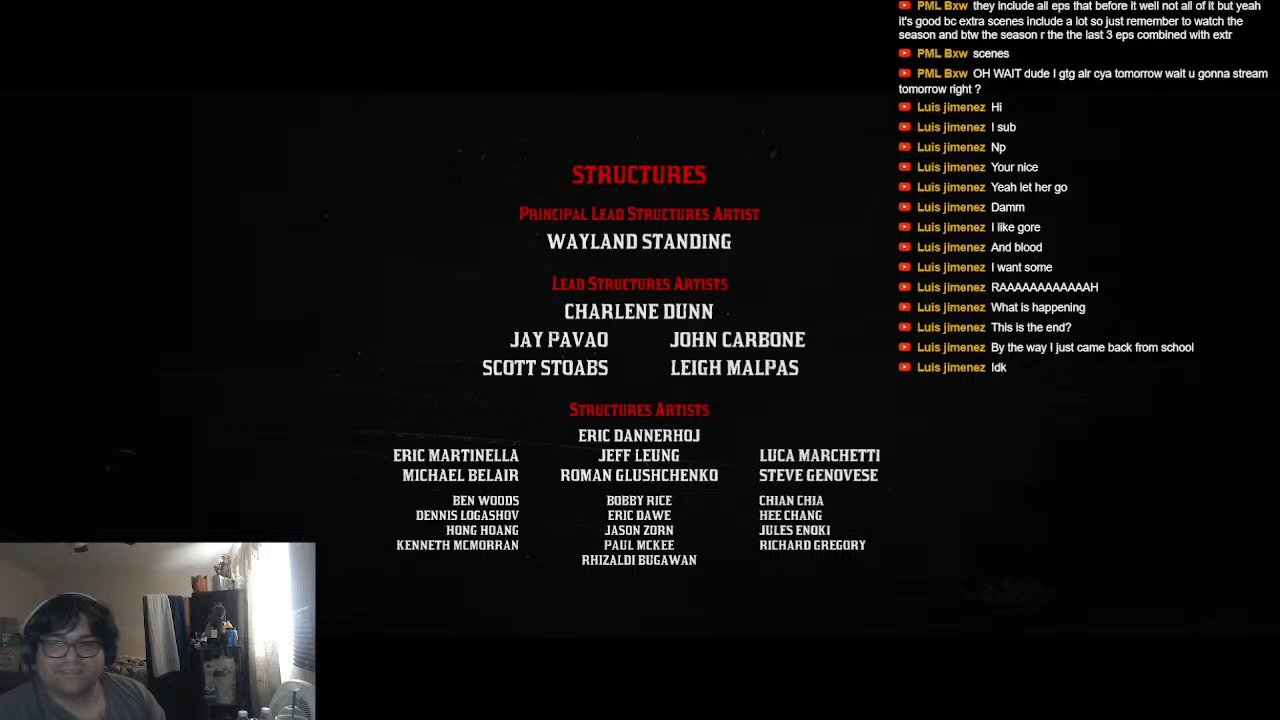 STRUCTURES
PRINCIPAL LEAD STRUCTURES ARTIST
WAYLAND STANDING
LEAD STRUCTURES ARTISTS
CHARLENE DUNN
JAY PAVAO JOHN CARBONE
SCOTT STOABS LEIGH MALPAS
STRUCTURES ARTISTS
ERIC DANNERHOJ
ERIC MARTINELLA JEFF LEUNG LUCA MARCHETTI
MICHAEL BELAIR ROMAN GLUSHCHENKO STEVE GENOVESE
BEN WOODS BOBBY RICE CHIAN CHIA
DENNIS LOGASHOV ERIC DAWE HEE CHANG
HONG HOANG JASON ZORN JULES ENOKI
KENNETH MCMORRAN PAUL MCKEE RICHARD GREGORY
RHIZALDI BUGAWAN
PML Bxw they include all eps that before it well not all of it but yeah
it's good bc extra scenes include a lot so just remember to watch the
season and btw the season r the the last 3 eps combined with extr
PML Bxw scenes
PML Bxw OH WAIT dude I gtg alr cya tomorrow wait u gonna stream
tomorrow right ?
Luis jimenez Hi
Luis jimenez I sub
Luis jimenez Np
Luis jimenez Your nice
Luis jimenez Yeah let her go
Luis jimenez Damm
Luis jimenez I like gore
Luis jimenez And blood
Luis jimenez I want some
Luis jimenez RAAAAAAAAAAAAH
Luis jimenez What is happening
Luis jimenez This is the end?
Luis jimenez By the way I just came back from school
Luis jimenez Idk